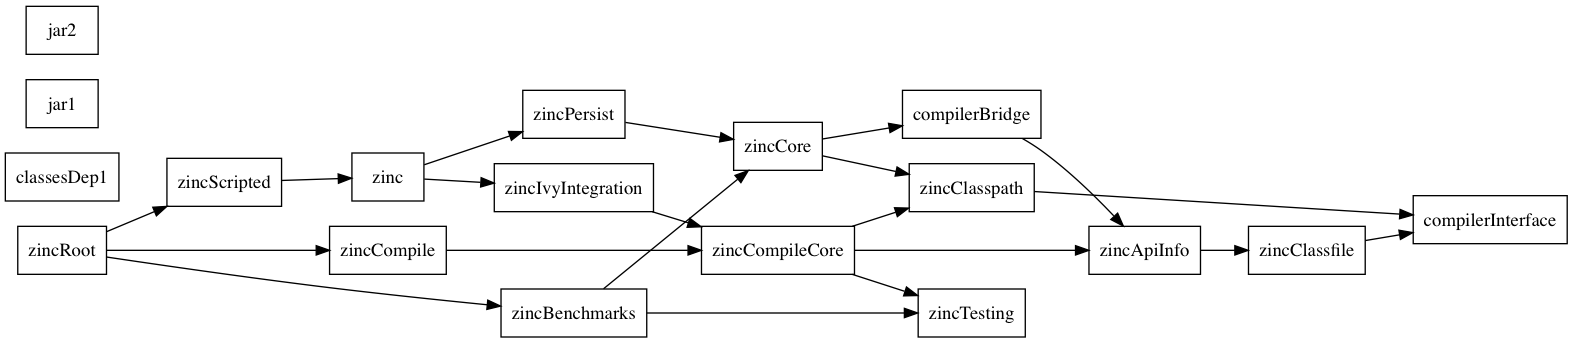 jar2
jar1
classesDep1
zincRoot
zincScripted
zincCompile
zinc
zincPersist
zincIvyIntegration
zincBenchmarks
zincCore
zincCompileCore
compilerBridge
zincClasspath
zincTesting
zincApiInfo
zincClassfile
compilerInterface